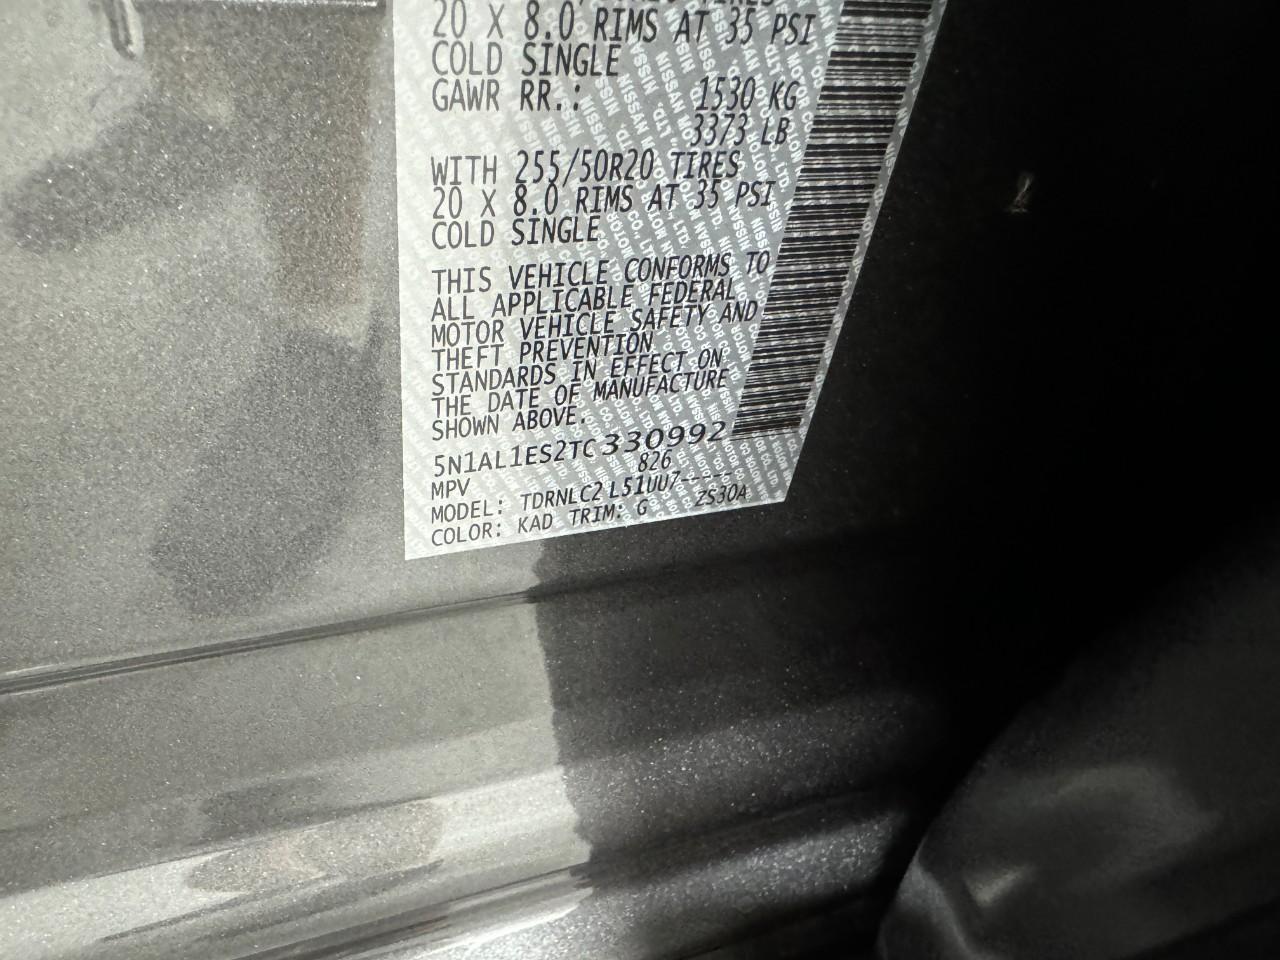 20 X 8.0 RIMS AT 35 PSI
COLD SINGLE
GAWR RR.: 1530 KG
3373 LB
WITH 255/50R20 TIRES
20 X 8.0 RIMS AT 35 PSI
COLD SINGLE
THIS VEHICLE CONFORMS TO
ALL APPLICABLE FEDERAL
MOTOR VEHICLE SAFETY AND
THEFT PREVENTION
STANDARDS IN EFFECT ON
THE DATE OF MANUFACTURE
SHOWN ABOVE.
5N1AL1ES2TC330992
MPV 826
MODEL: TDRNLC2 L51UU7-----
COLOR: KAD TRIM: G ZS30A